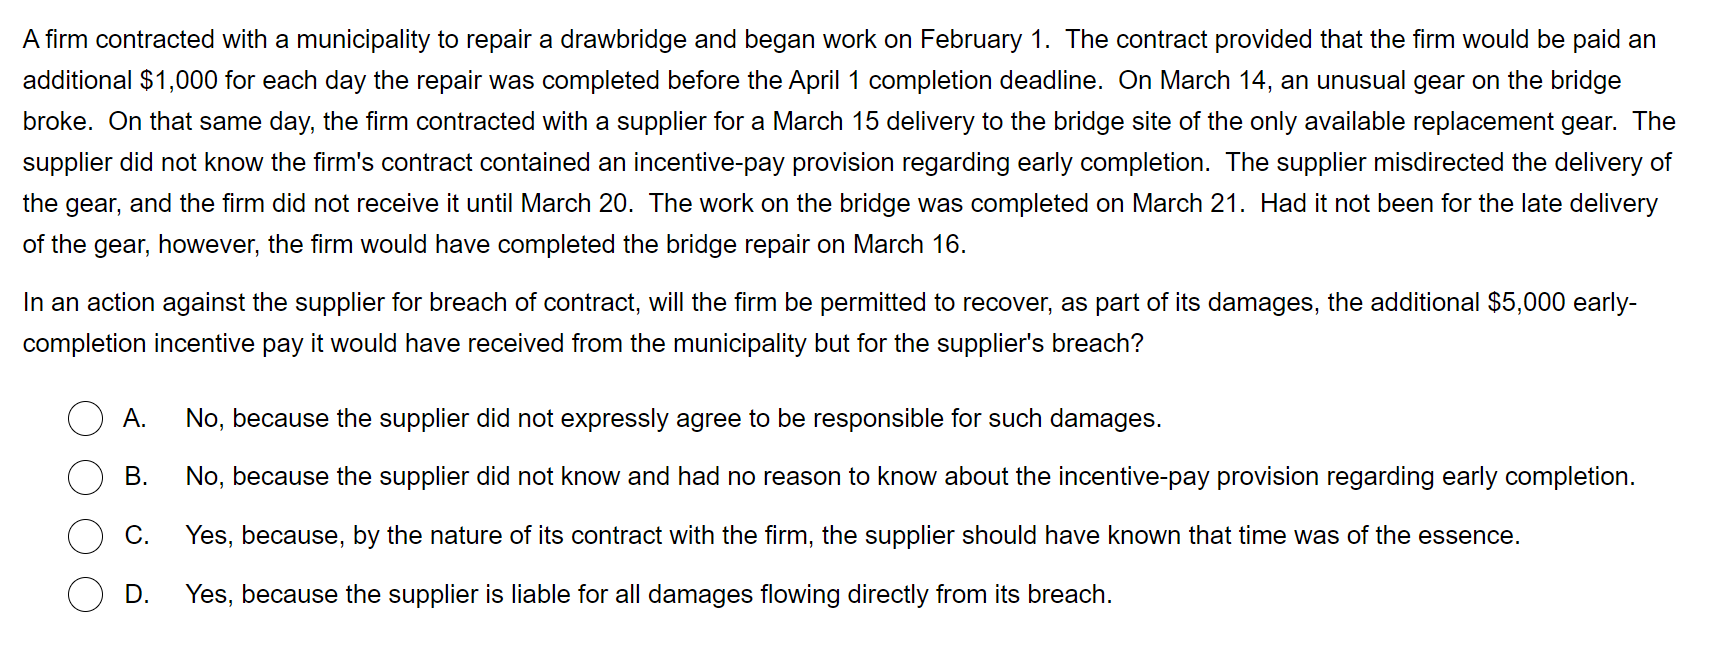 A firm contracted with a municipality to repair a drawbridge and began work on February 1.  The contract provided that the firm would be paid an
additional $1,000 for each day the repair was completed before the April 1 completion deadline.  On March 14, an unusual gear on the bridge
broke.  On that same day, the firm contracted with a supplier for a March 15 delivery to the bridge site of the only available replacement gear.  The
supplier did not know the firm's contract contained an incentive-pay provision regarding early completion.  The supplier misdirected the delivery of
the gear, and the firm did not receive it until March 20.  The work on the bridge was completed on March 21.  Had it not been for the late delivery
of the gear, however, the firm would have completed the bridge repair on March 16.
In an action against the supplier for breach of contract, will the firm be permitted to recover, as part of its damages, the additional $5,000 early-
completion incentive pay it would have received from the municipality but for the supplier's breach?
A. No, because the supplier did not expressly agree to be responsible for such damages.
B. No, because the supplier did not know and had no reason to know about the incentive-pay provision regarding early completion.
C. Yes, because, by the nature of its contract with the firm, the supplier should have known that time was of the essence.
D. Yes, because the supplier is liable for all damages flowing directly from its breach.